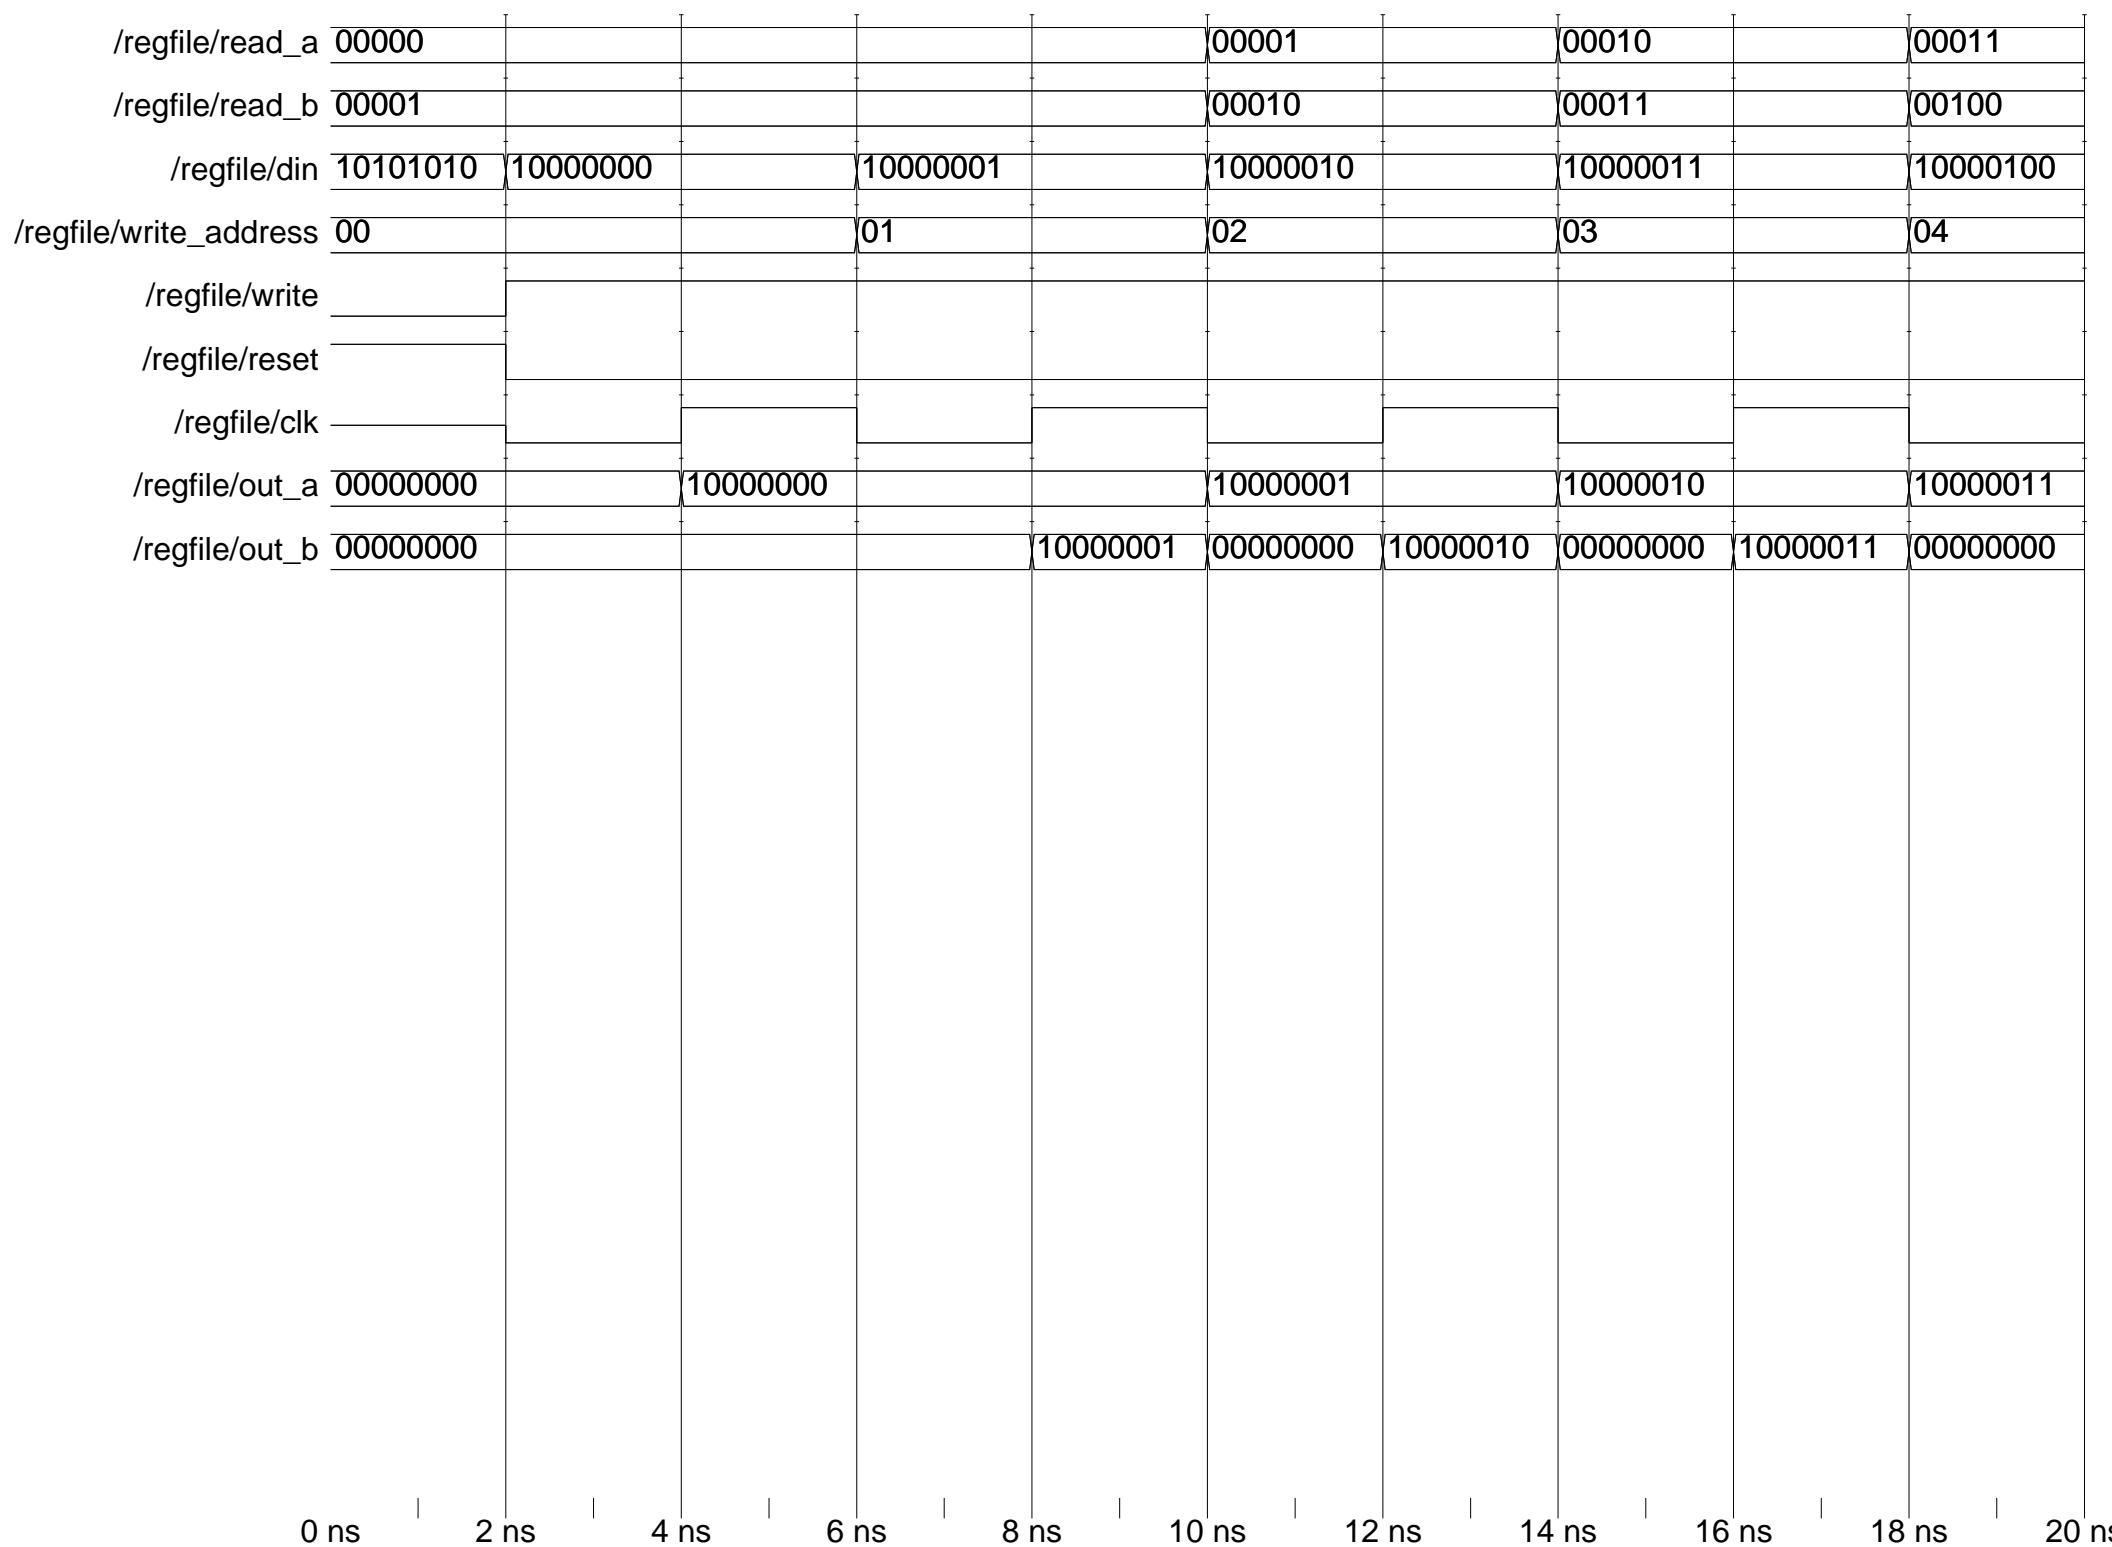 /regfile/read_a 00000 00001 00010 00011
/regfile/read_b 00001 00010 00011 00100
/regfile/din 10101010 10000000 10000001 10000010 10000011 10000100
/regfile/write_address 00 01 02 03 04
/regfile/write
/regfile/reset
/regfile/clk
/regfile/out_a 00000000 10000000 10000001 10000010 10000011
/regfile/out_b 00000000 10000001 00000000 10000010 00000000 10000011 00000000
0 ns 2 ns 4 ns 6 ns 8 ns 10 ns 12 ns 14 ns 16 ns 18 ns 20 ns